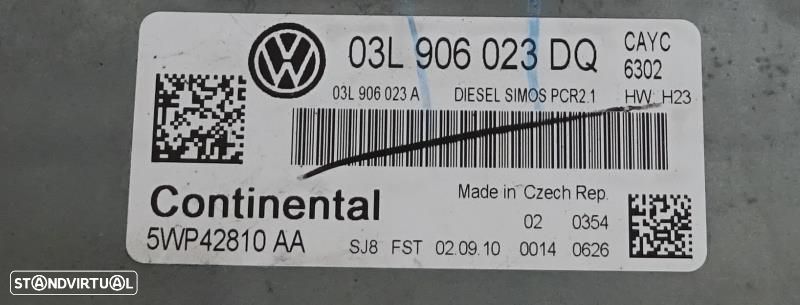 03L 906 023 DQ CAYC
6302
03L 906 023 A DIESEL SIMOS PCR2.1 HW H23
Continental
Made in Czech Rep.
02 0354
5WP42810 AA SJ8 FST 02.09.10 0014 0626
STANDVIRTUAL